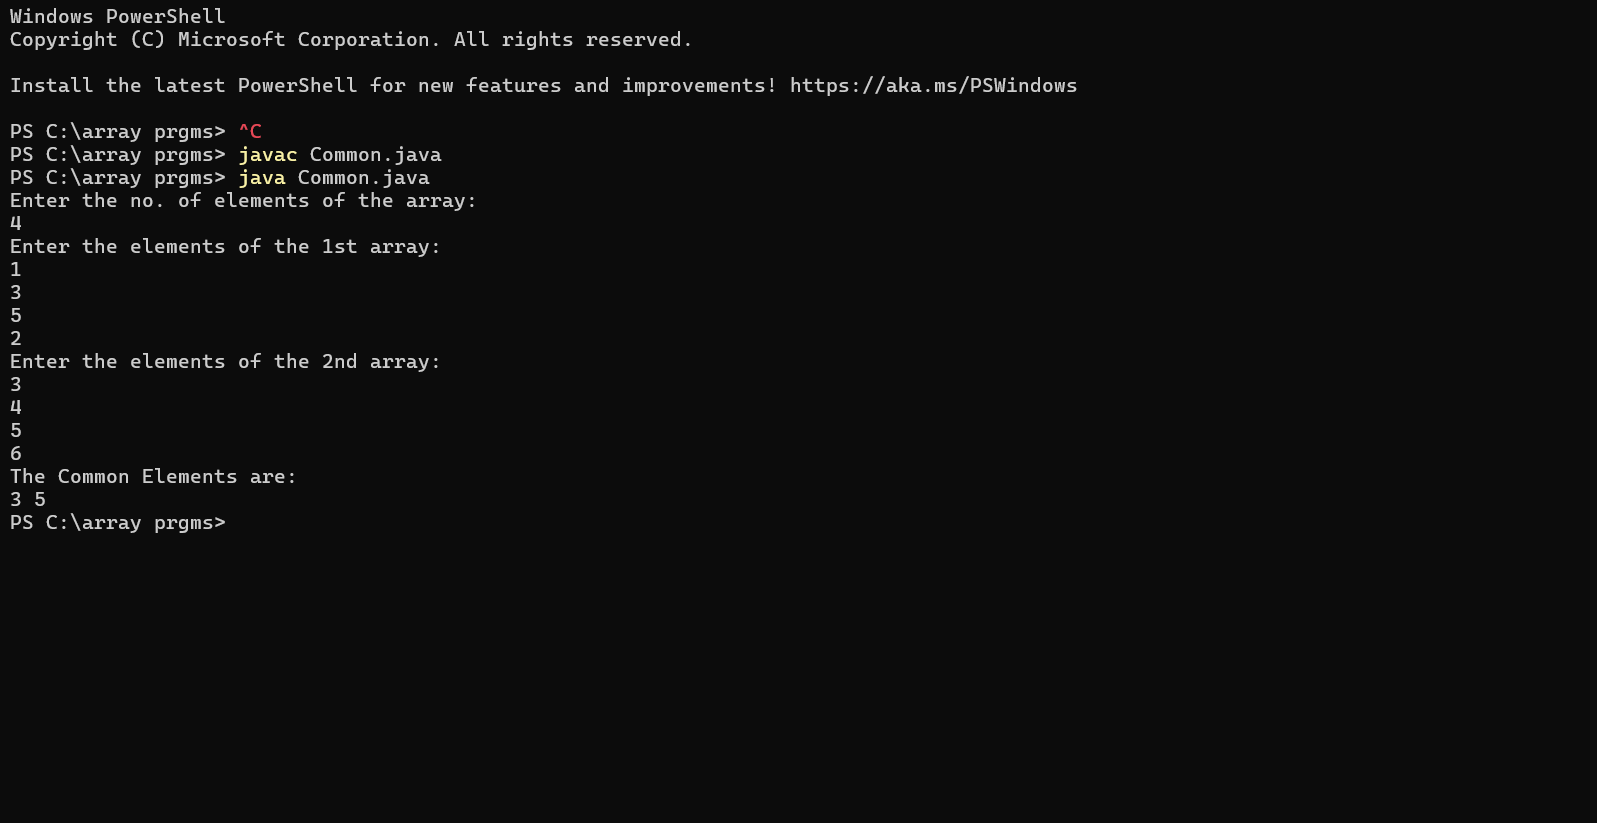 Windows PowerShell
Copyright (C) Microsoft Corporation. All rights reserved.
Install the latest PowerShell for new features and improvements! https://aka.ms/PSWindows
PS C:\array prgms> ^C
PS C:\array prgms> javac Common.java
PS C:\array prgms> java Common.java
Enter the no. of elements of the array:
4
Enter the elements of the 1st array:
1
3
5
2
Enter the elements of the 2nd array:
3
4
5
6
The Common Elements are:
3 5
PS C:\array prgms>